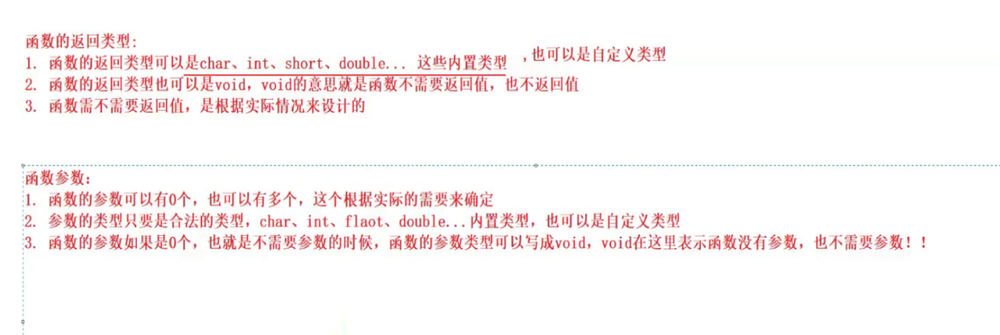 函数的返回类型:
1. 函数的返回类型可以是char、int、short、double... 这些内置类型 ,也可以是自定义类型
2. 函数的返回类型也可以是void，void的意思就是函数不需要返回值，也不返回值
3. 函数需不需要返回值，是根据实际情况来设计的
函数参数：
1. 函数的参数可以有0个，也可以有多个，这个根据实际的需要来确定
2. 参数的类型只要是合法的类型，char、int、flaot、double...内置类型，也可以是自定义类型
3. 函数的参数如果是0个，也就是不需要参数的时候，函数的参数类型可以写成void，void在这里表示函数没有参数，也不需要参数！！